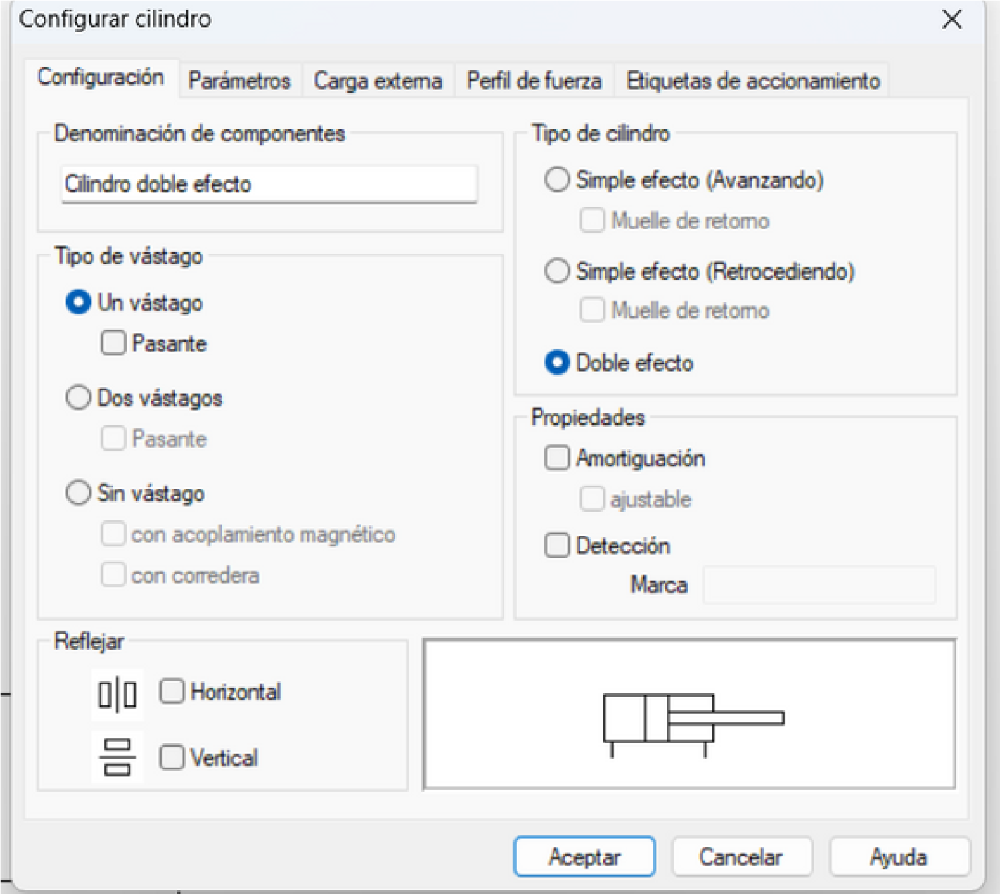 Configurar cilindro
Configuración
Parámetros
Carga externa
Perfil de fuerza
Etiquetas de accionamiento
Denominación de componentes
Cilindro doble efecto
Tipo de vástago
Un vástago
Pasante
Dos vástagos
Pasante
Sin vástago
con acoplamiento magnético
con corredera
Tipo de cilindro
Simple efecto (Avanzando)
Muelle de retorno
Simple efecto (Retrocediendo)
Muelle de retorno
Doble efecto
Propiedades
Amortiguación
ajustable
Detección
Marca
Reflejar
Horizontal
Vertical
Aceptar
Cancelar
Ayuda